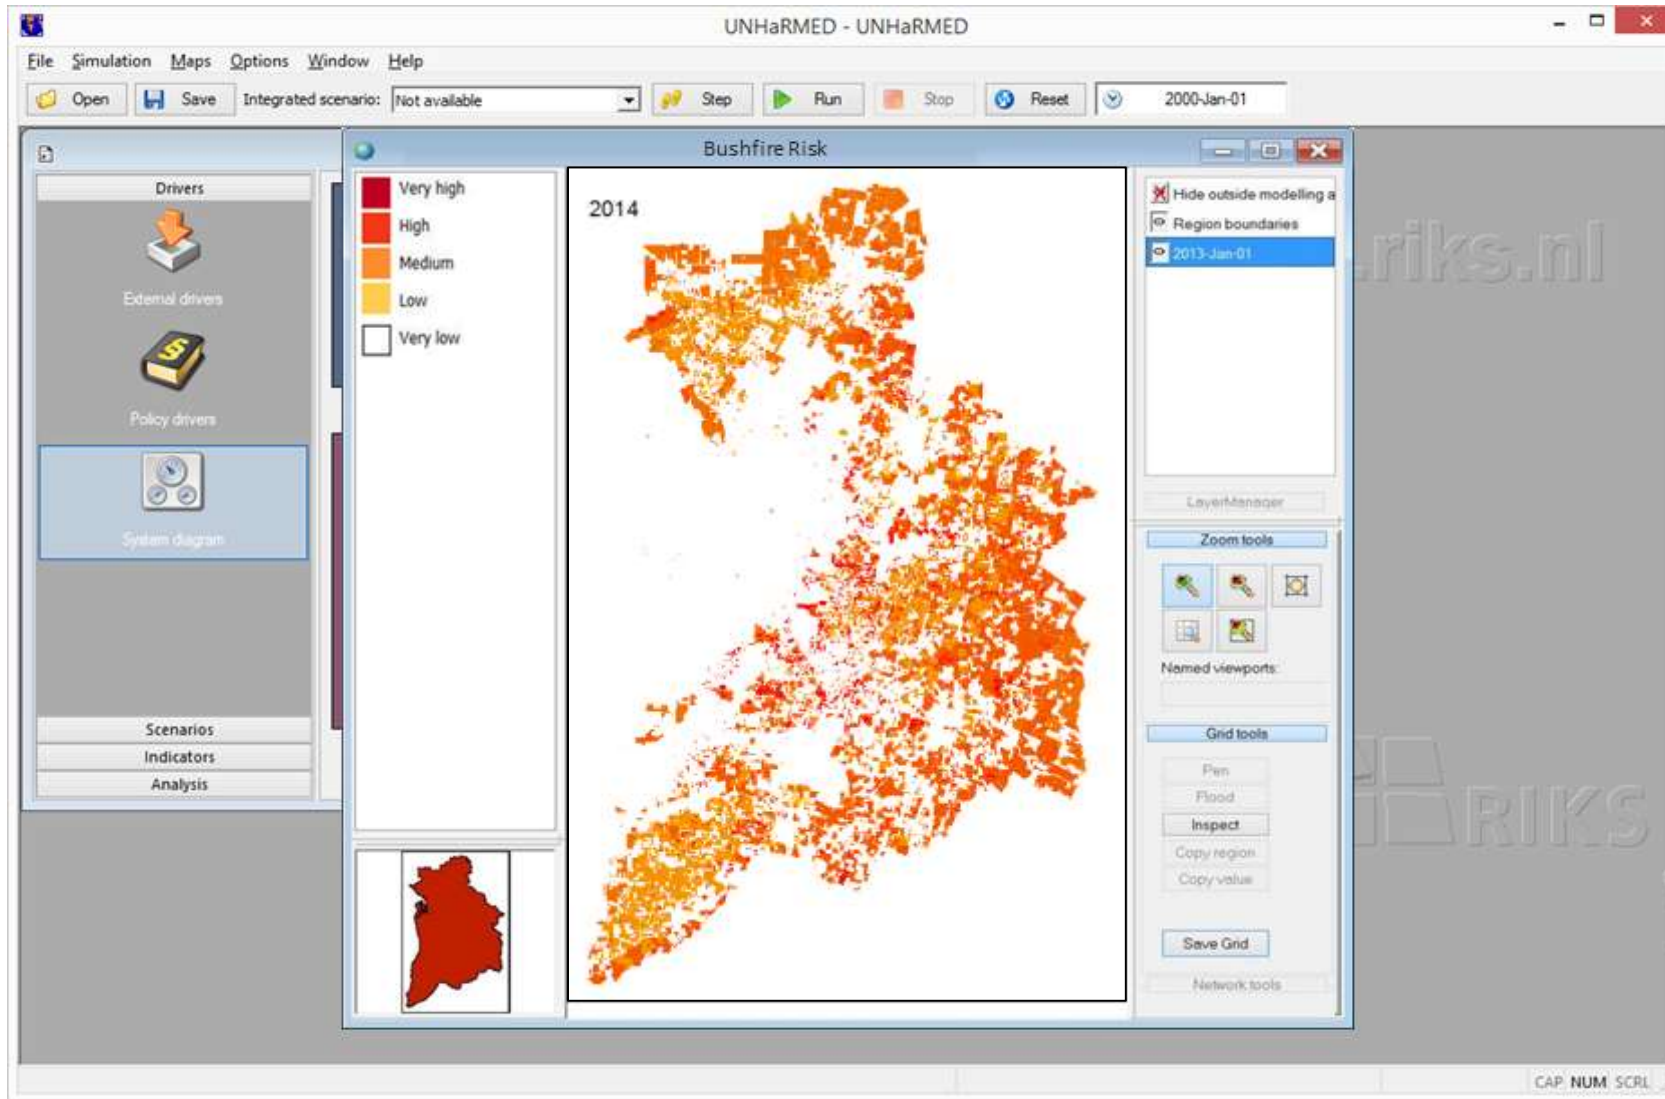 UNHaRMED - UNHaRMED
File Simulation Maps Options Window Help
Open Save Integrated scenario: Not available Step Run Stop Reset 2000-Jan-01
Drivers
External drivers
Policy drivers
System diagram
Scenarios
Indicators
Analysis
Bushfire Risk
Very high
High
Medium
Low
Very low
2014
Hide outside modelling a
Region boundaries
2013-Jan-01
LayerManager
Zoom tools
Named viewports:
Grid tools
Pen
Flood
Inspect
Copy region
Copy value
Save Grid
Network tools
.riks.nl
RIKS
CAP NUM SCRL